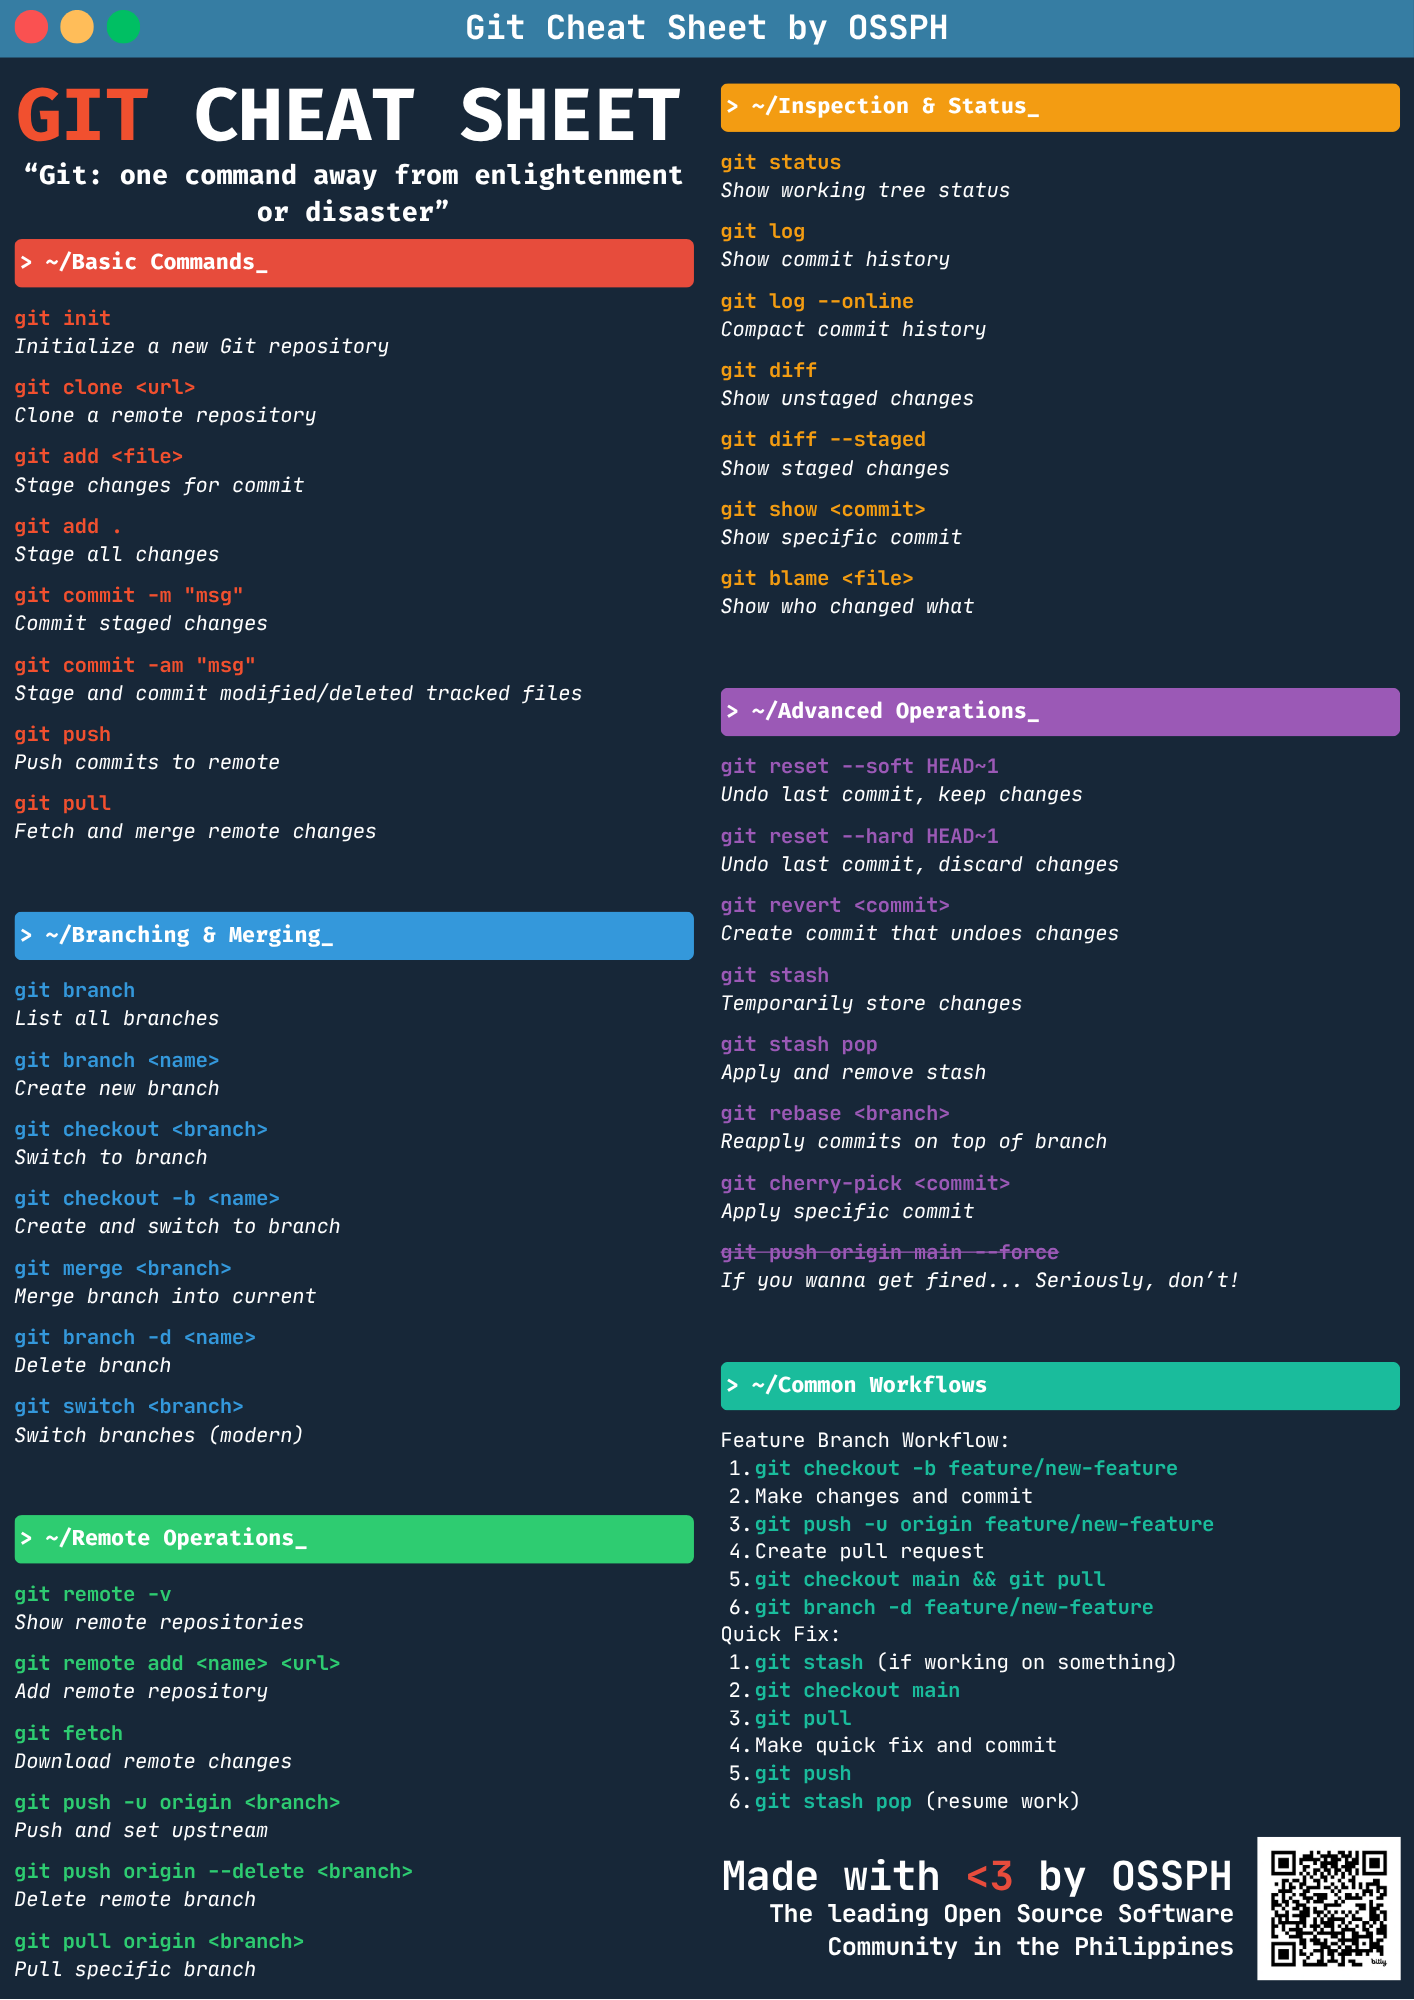 Git Cheat Sheet by OSSPH
GIT CHEAT SHEET
“Git: one command away from enlightenment
or disaster”
> ~/Basic Commands_
git init
Initialize a new Git repository
git clone <url>
Clone a remote repository
git add <file>
Stage changes for commit
git add .
Stage all changes
git commit -m "msg"
Commit staged changes
git commit -am "msg"
Stage and commit modified/deleted tracked files
git push
Push commits to remote
git pull
Fetch and merge remote changes
> ~/Branching & Merging_
git branch
List all branches
git branch <name>
Create new branch
git checkout <branch>
Switch to branch
git checkout -b <name>
Create and switch to branch
git merge <branch>
Merge branch into current
git branch -d <name>
Delete branch
git switch <branch>
Switch branches (modern)
> ~/Remote Operations_
git remote -v
Show remote repositories
git remote add <name> <url>
Add remote repository
git fetch
Download remote changes
git push -u origin <branch>
Push and set upstream
git push origin --delete <branch>
Delete remote branch
git pull origin <branch>
Pull specific branch
> ~/Inspection & Status_
git status
Show working tree status
git log
Show commit history
git log --online
Compact commit history
git diff
Show unstaged changes
git diff --staged
Show staged changes
git show <commit>
Show specific commit
git blame <file>
Show who changed what
> ~/Advanced Operations_
git reset --soft HEAD~1
Undo last commit, keep changes
git reset --hard HEAD~1
Undo last commit, discard changes
git revert <commit>
Create commit that undoes changes
git stash
Temporarily store changes
git stash pop
Apply and remove stash
git rebase <branch>
Reapply commits on top of branch
git cherry-pick <commit>
Apply specific commit
git push origin main --force
If you wanna get fired... Seriously, don’t!
> ~/Common Workflows
Feature Branch Workflow:
1. git checkout -b feature/new-feature
2. Make changes and commit
3. git push -u origin feature/new-feature
4. Create pull request
5. git checkout main && git pull
6. git branch -d feature/new-feature
Quick Fix:
1. git stash (if working on something)
2. git checkout main
3. git pull
4. Make quick fix and commit
5. git push
6. git stash pop (resume work)
Made with <3 by OSSPH
The leading Open Source Software
Community in the Philippines
bitly